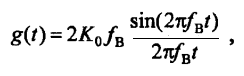 g(t) = 2K₀f_B sin(2πf_Bt) / 2πf_Bt ,